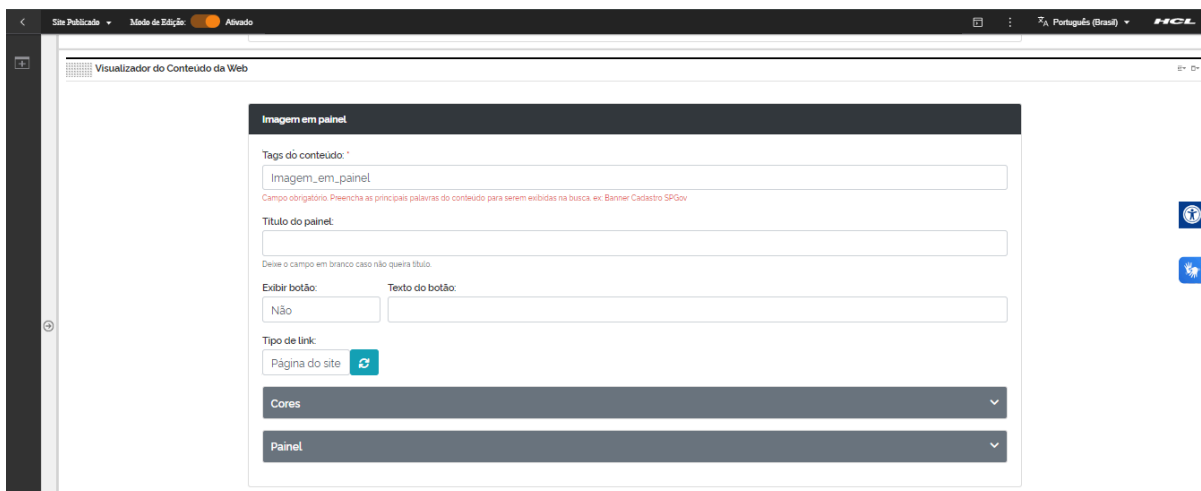 Site Publicado Modo de Edição: Ativado Português (Brasil) HCL
Visualizador do Conteúdo da Web
Imagem em painel
Tags do conteúdo: *
Imagem_em_painel
Campo obrigatório. Preencha as principais palavras do conteúdo para serem exibidas na busca, ex: Banner Cadastro SPGov
Título do painel:
Deixe o campo em branco caso não queira título.
Exibir botão: Texto do botão:
Não
Tipo de link:
Página do site
Cores
Painel